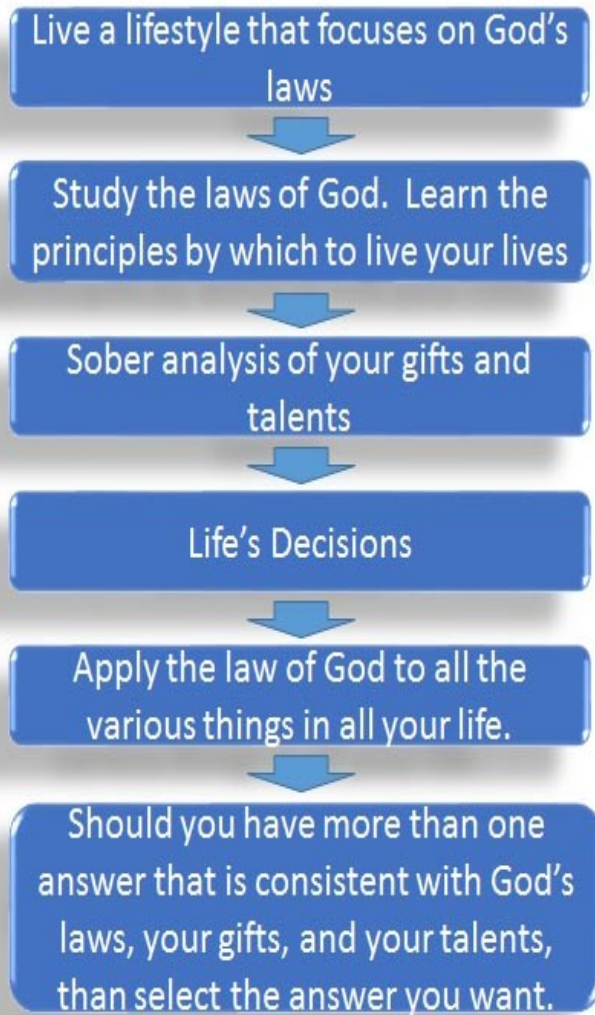 Live a lifestyle that focuses on God's
laws
Study the laws of God. Learn the
principles by which to live your lives
Sober analysis of your gifts and
talents
Life's Decisions
Apply the law of God to all the
various things in all your life.
Should you have more than one
answer that is consistent with God's
laws, your gifts, and your talents,
than select the answer you want.